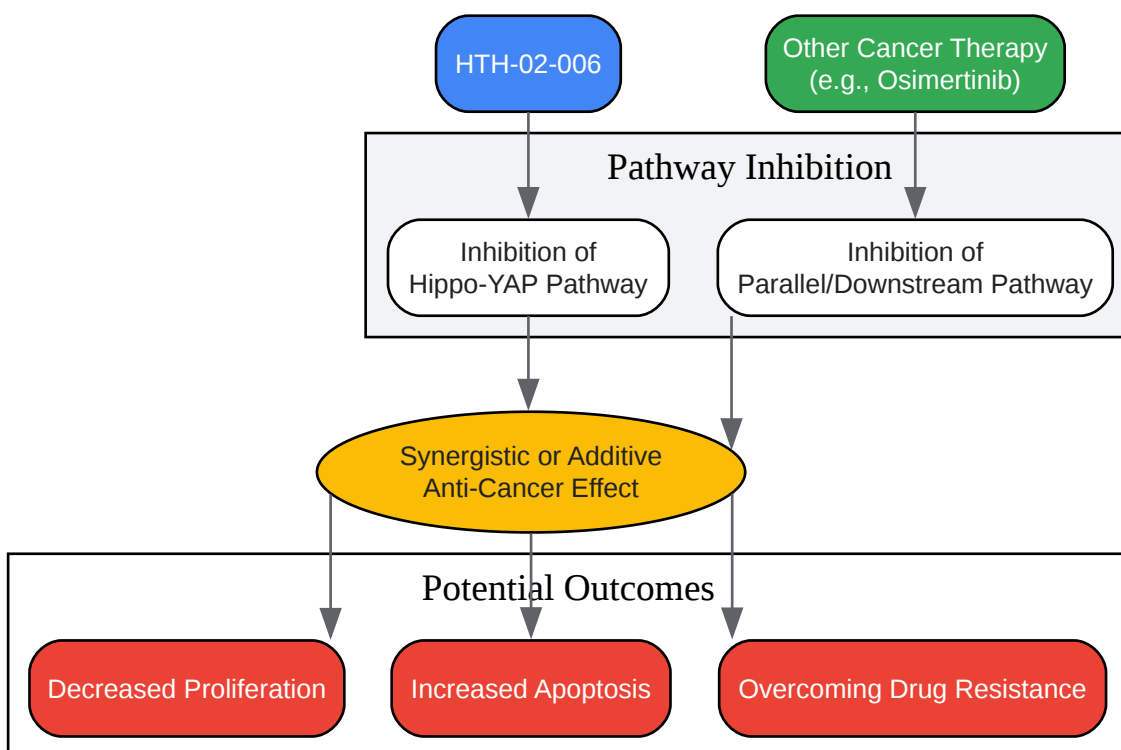 HTH-02-006
Other Cancer Therapy
(e.g., Osimertinib)
Pathway Inhibition
Inhibition of
Hippo-YAP Pathway
Inhibition of
Parallel/Downstream Pathway
Synergistic or Additive
Anti-Cancer Effect
Potential Outcomes
Decreased Proliferation
Increased Apoptosis
Overcoming Drug Resistance